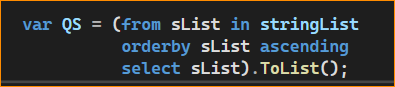 var QS = (from sList in stringList
orderby sList ascending
select sList).ToList();